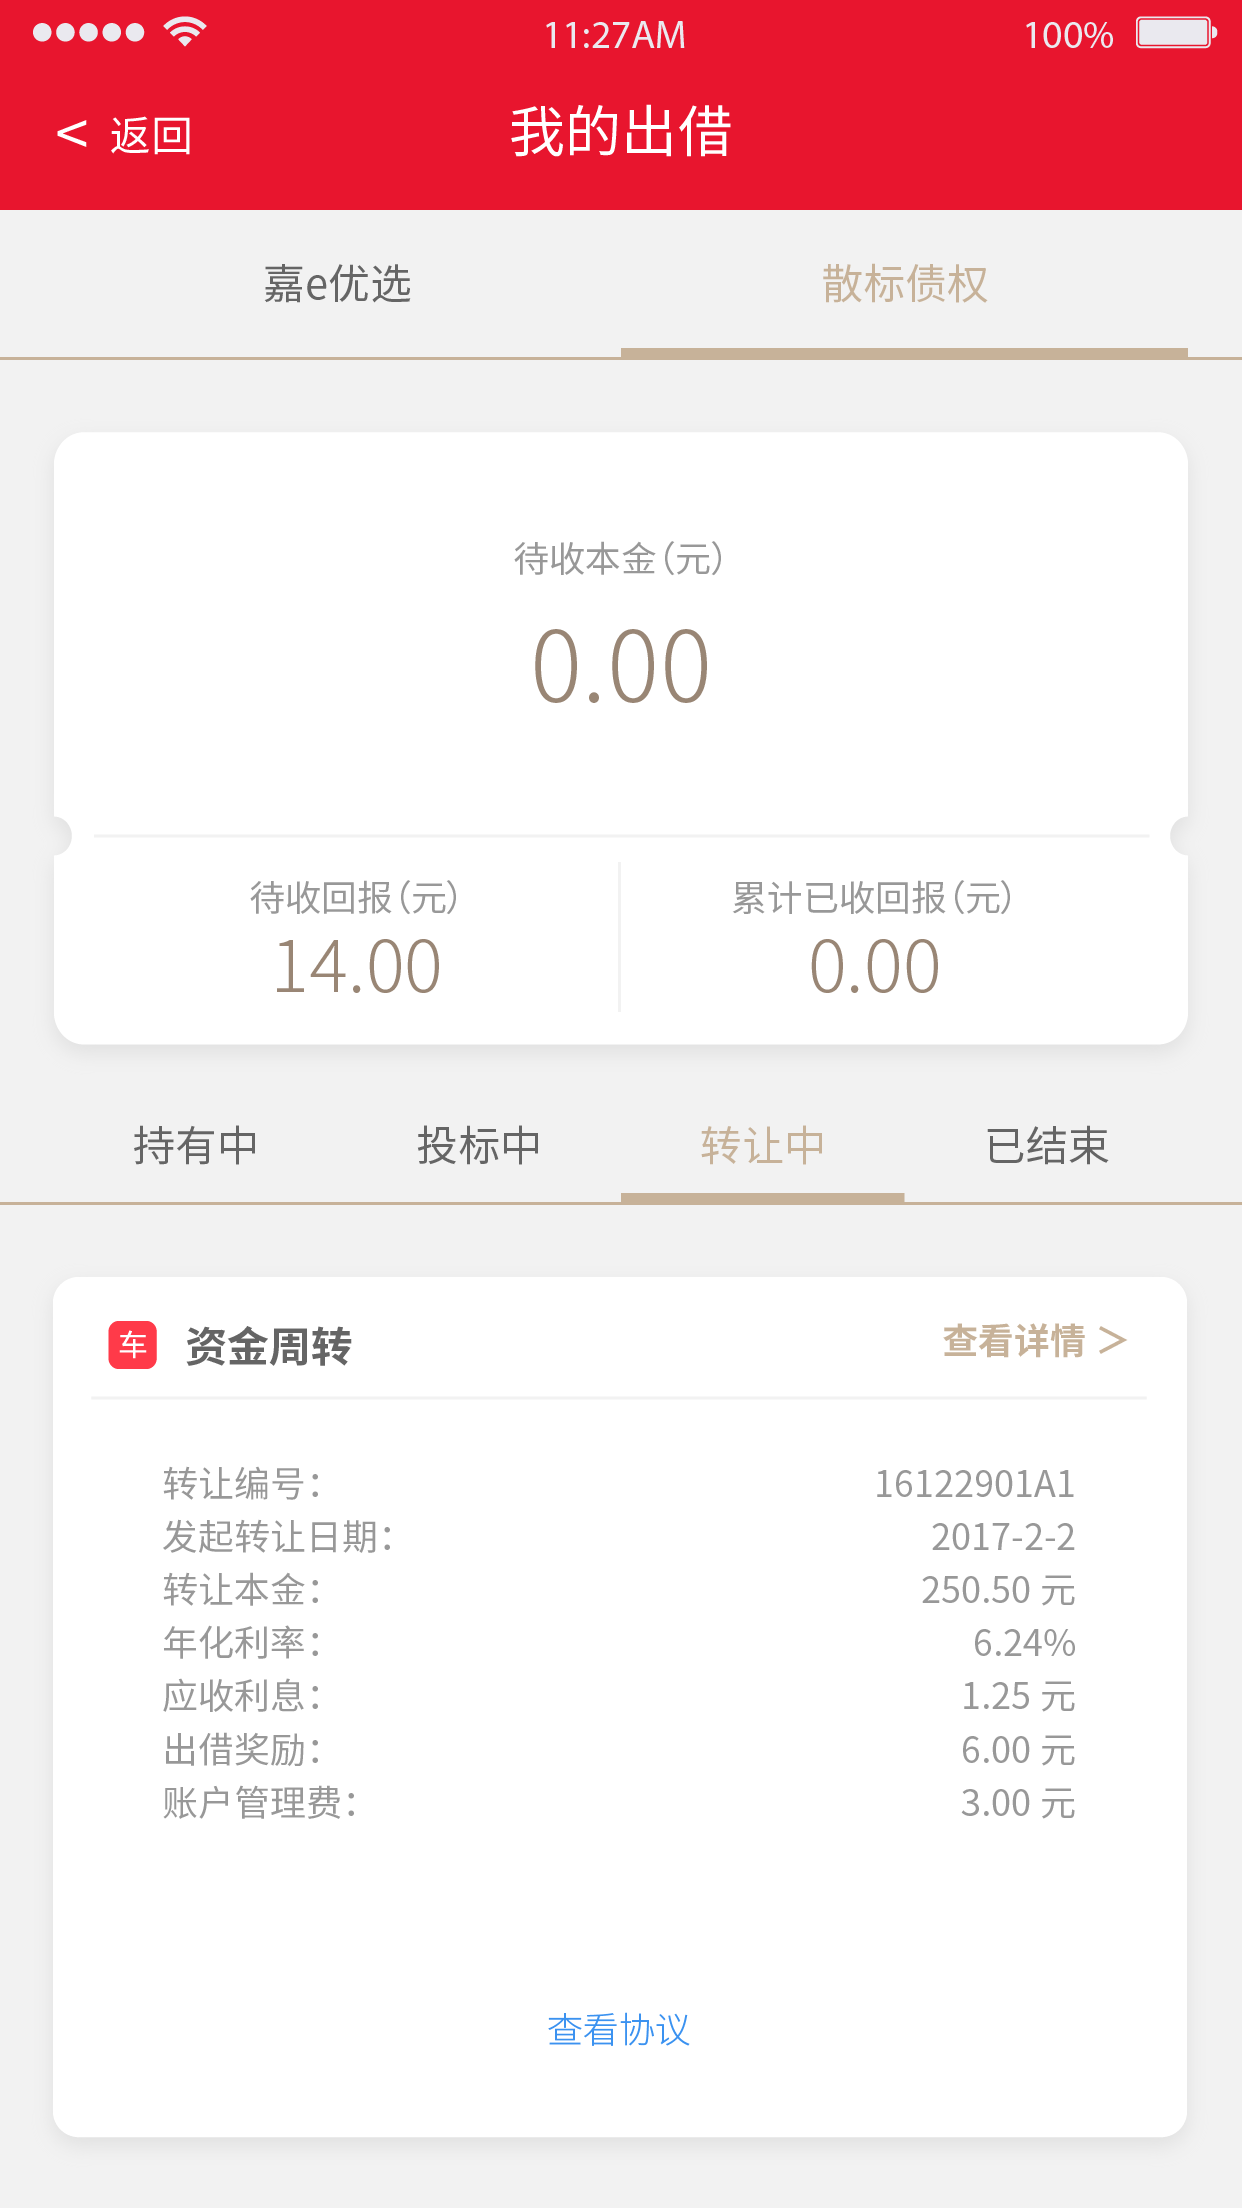 11:27AM 100%
< 返回 我的出借
嘉e优选 散标债权
待收本金（元）
0.00
待收回报（元） 累计已收回报（元）
14.00 0.00
持有中 投标中 转让中 已结束
车 资金周转 查看详情 >
转让编号： 16122901A1
发起转让日期： 2017-2-2
转让本金： 250.50 元
年化利率： 6.24%
应收利息： 1.25 元
出借奖励： 6.00 元
账户管理费： 3.00 元
查看协议